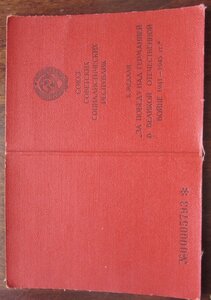 СОЮЗ
СОВЕТСКИХ
СОЦИАЛИСТИЧЕСКИХ
РЕСПУБЛИК
К МЕДАЛИ
„ЗА ПОБЕДУ НАД ГЕРМАНИЕЙ
В ВЕЛИКОЙ ОТЕЧЕСТВЕННОЙ
ВОЙНЕ 1941—1945 гг.“